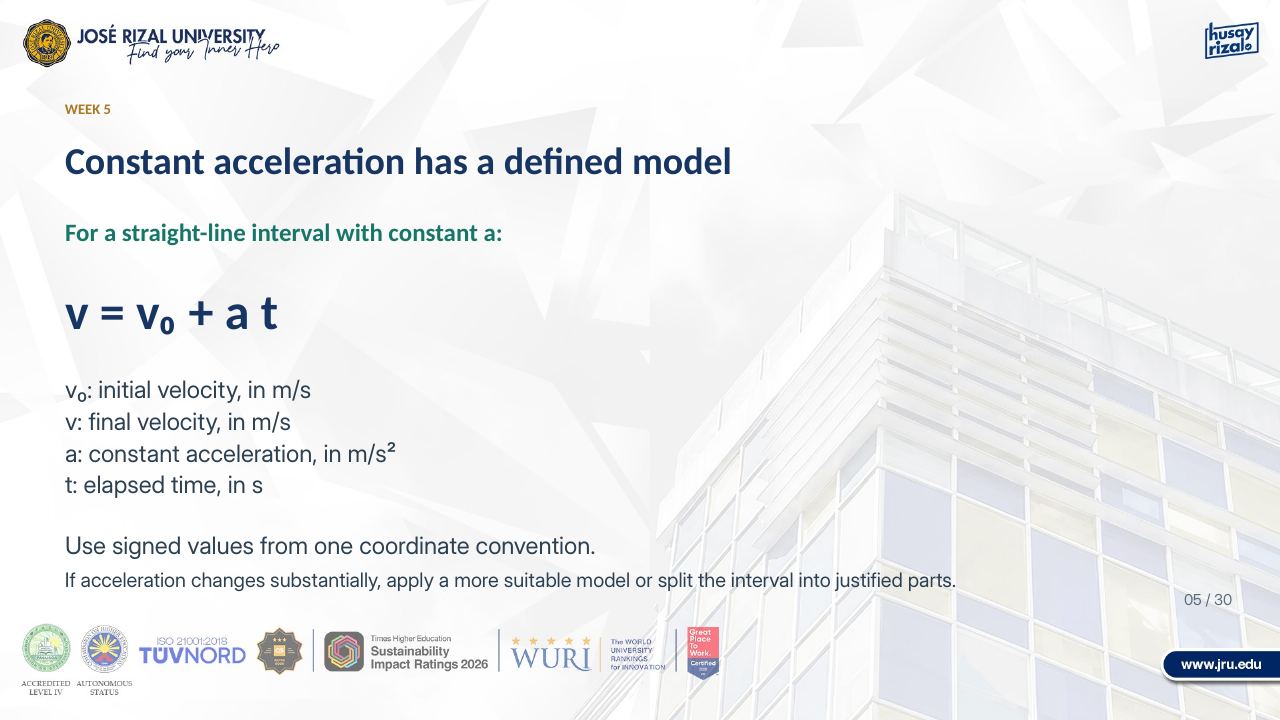 JOSÉ RIZAL UNIVERSITY
Find your Inner Hero
husay
rizal
WEEK 5
Constant acceleration has a defined model
For a straight-line interval with constant a:
v = v₀ + a t
v₀: initial velocity, in m/s
v: final velocity, in m/s
a: constant acceleration, in m/s²
t: elapsed time, in s
Use signed values from one coordinate convention.
If acceleration changes substantially, apply a more suitable model or split the interval into justified parts.
05 / 30
ACCREDITED
LEVEL IV
AUTONOMOUS
STATUS
ISO 21001:2018
TÜVNORD
Times Higher Education
Sustainability
Impact Ratings 2026
WURI
The WORLD
UNIVERSITY
RANKINGS
for INNOVATION
Great
Place
To
Work.
Certified
www.jru.edu